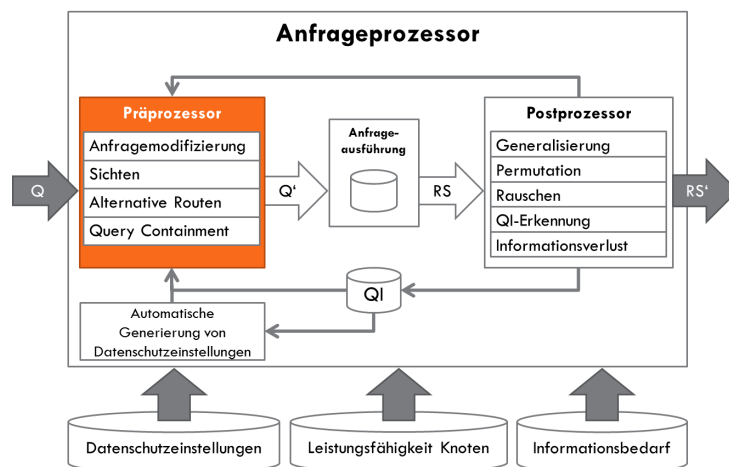 Anfrageprozessor
Präprozessor
Anfragemodifizierung
Sichten
Alternative Routen
Query Containment
Q
Q‘
Anfrage-
ausführung
RS
Postprozessor
Generalisierung
Permutation
Rauschen
QI-Erkennung
Informationsverlust
RS‘
QI
Automatische
Generierung von
Datenschutzeinstellungen
Datenschutzeinstellungen
Leistungsfähigkeit Knoten
Informationsbedarf